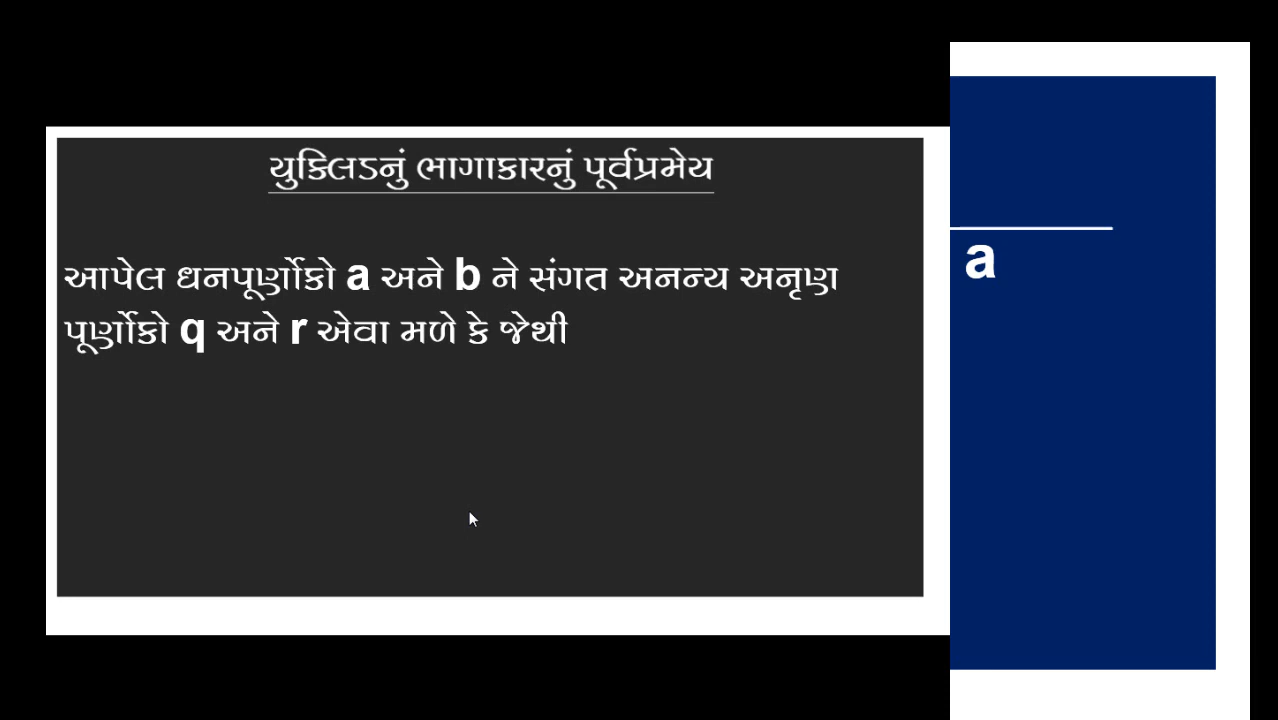 યુક્લિડનું ભાગાકારનું પૂર્વપ્રમેય
આપેલ ધનપૂર્ણાંકો a અને b ને સંગત અનન્ય અનૃણ
પૂર્ણાંકો q અને r એવા મળે કે જેથી
a